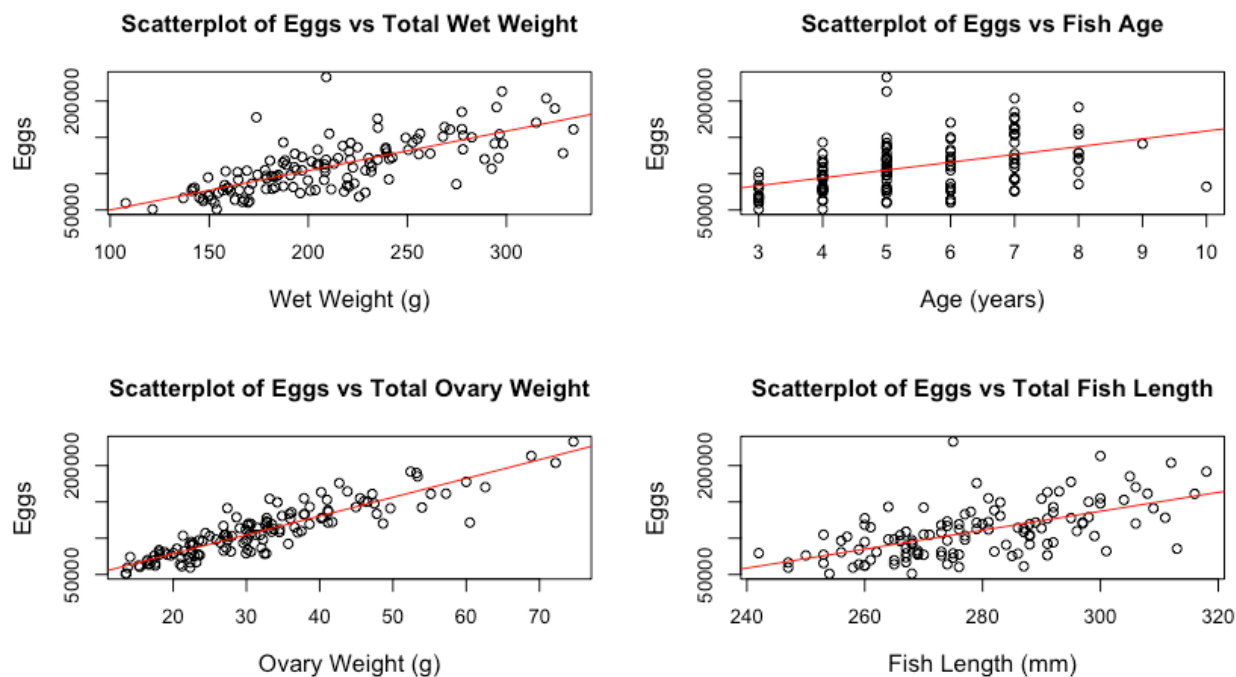 Scatterplot of Eggs vs Total Wet Weight
Eggs
200000
50000
100 150 200 250 300
Wet Weight (g)
Scatterplot of Eggs vs Fish Age
Eggs
200000
50000
3 4 5 6 7 8 9 10
Age (years)
Scatterplot of Eggs vs Total Ovary Weight
Eggs
200000
50000
20 30 40 50 60 70
Ovary Weight (g)
Scatterplot of Eggs vs Total Fish Length
Eggs
200000
50000
240 260 280 300 320
Fish Length (mm)